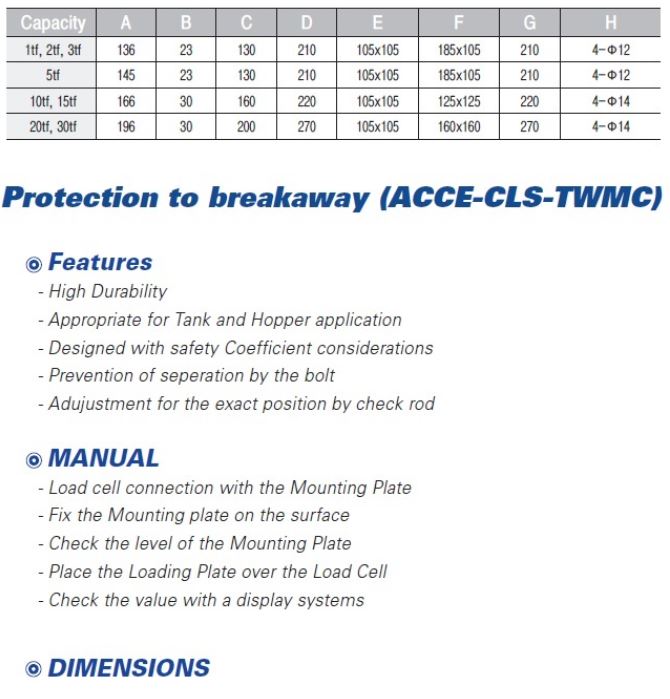 Capacity A B C D E F G H
1tf, 2tf, 3tf 136 23 130 210 105x105 185x105 210 4-Φ12
5tf 145 23 130 210 105x105 185x105 210 4-Φ12
10tf, 15tf 166 30 160 220 105x105 125x125 220 4-Φ14
20tf, 30tf 196 30 200 270 105x105 160x160 270 4-Φ14
Protection to breakaway (ACCE-CLS-TWMC)
Features
- High Durability
- Appropriate for Tank and Hopper application
- Designed with safety Coefficient considerations
- Prevention of seperation by the bolt
- Adujustment for the exact position by check rod
MANUAL
- Load cell connection with the Mounting Plate
- Fix the Mounting plate on the surface
- Check the level of the Mounting Plate
- Place the Loading Plate over the Load Cell
- Check the value with a display systems
DIMENSIONS